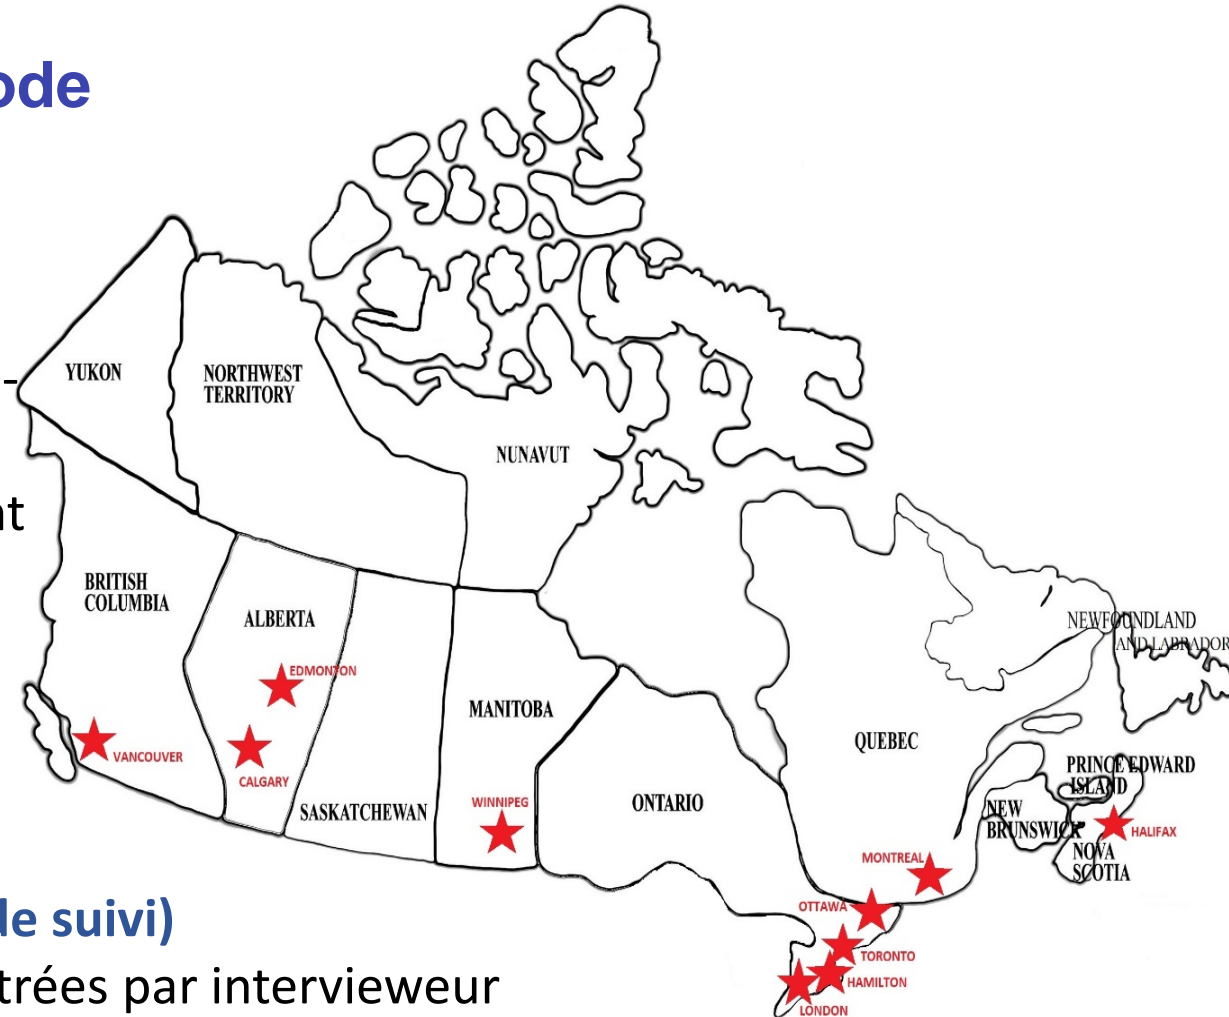 ode
YUKON
-
NORTHWEST
TERRITORY
NUNAVUT
nt
BRITISH
COLUMBIA
ALBERTA
NEWFOUNDLAND
AND LABRADOR
EDMONTON
MANITOBA
QUEBEC
VANCOUVER
CALGARY
PRINCE EDWARD
ISLAND
SASKATCHEWAN
WINNIPEG
ONTARIO
NEW
BRUNSWICK
HALIFAX
NOVA
SCOTIA
MONTREAL
OTTAWA
de suivi)
TORONTO
trées par intervieweur
HAMILTON
LONDON